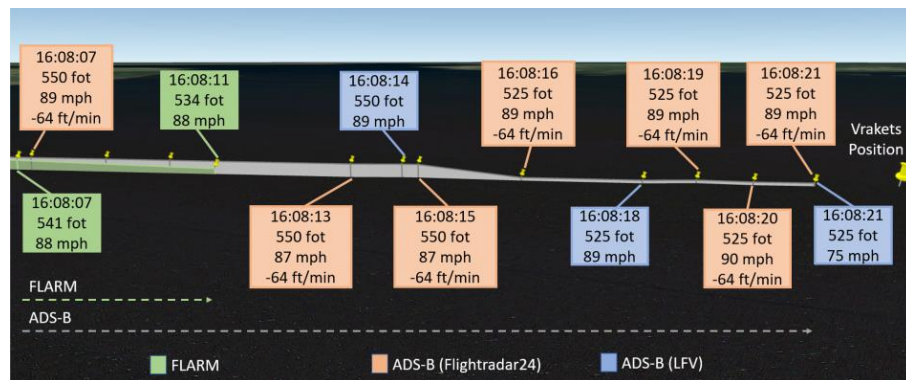 16:08:07
550 fot
89 mph
-64 ft/min
16:08:11
534 fot
88 mph
16:08:14
550 fot
89 mph
16:08:16
525 fot
89 mph
-64 ft/min
16:08:19
525 fot
89 mph
-64 ft/min
16:08:21
525 fot
89 mph
-64 ft/min
Vrakets
Position
16:08:07
541 fot
88 mph
16:08:13
550 fot
87 mph
-64 ft/min
16:08:15
550 fot
87 mph
-64 ft/min
16:08:18
525 fot
89 mph
16:08:20
525 fot
90 mph
-64 ft/min
16:08:21
525 fot
75 mph
FLARM
ADS-B
FLARM
ADS-B (Flightradar24)
ADS-B (LFV)